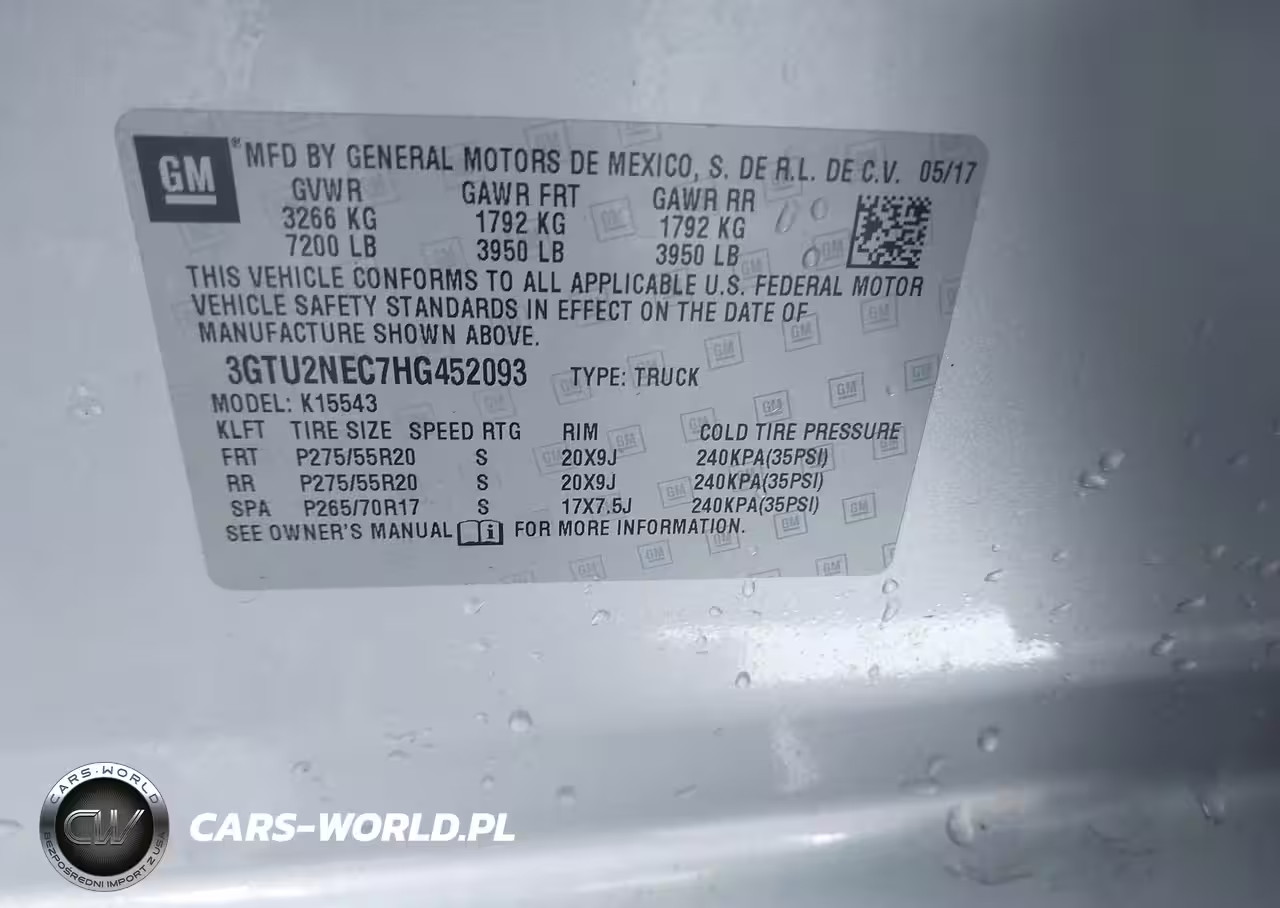 GM® MFD BY GENERAL MOTORS DE MEXICO, S. DE R.L. DE C.V. 05/17
GVWR GAWR FRT GAWR RR
3266 KG 1792 KG 1792 KG
7200 LB 3950 LB 3950 LB
THIS VEHICLE CONFORMS TO ALL APPLICABLE U.S. FEDERAL MOTOR
VEHICLE SAFETY STANDARDS IN EFFECT ON THE DATE OF
MANUFACTURE SHOWN ABOVE.
3GTU2NEC7HG452093 TYPE: TRUCK
MODEL: K15543
KLFT TIRE SIZE SPEED RTG RIM COLD TIRE PRESSURE
FRT P275/55R20 S 20X9J 240KPA(35PSI)
RR P275/55R20 S 20X9J 240KPA(35PSI)
SPA P265/70R17 S 17X7.5J 240KPA(35PSI)
SEE OWNER'S MANUAL i FOR MORE INFORMATION.
CARS-WORLD
CW
BEZPOŚREDNI IMPORT Z USA
CARS-WORLD.PL